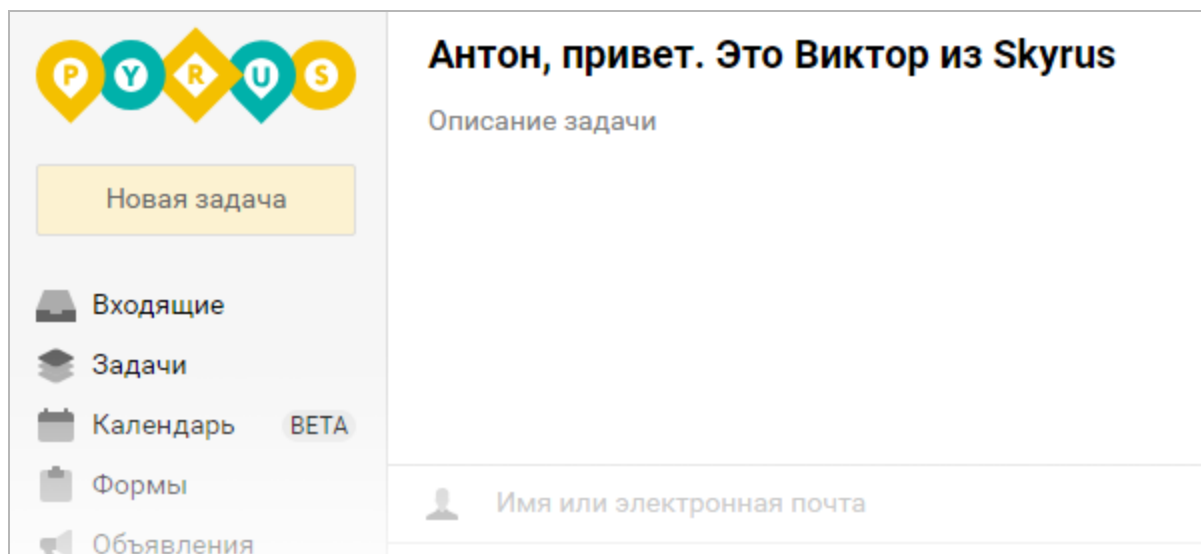 PYRUS
Новая задача
Входящие
Задачи
Календарь BETA
Формы
Объявления
Антон, привет. Это Виктор из Skyrus
Описание задачи
Имя или электронная почта